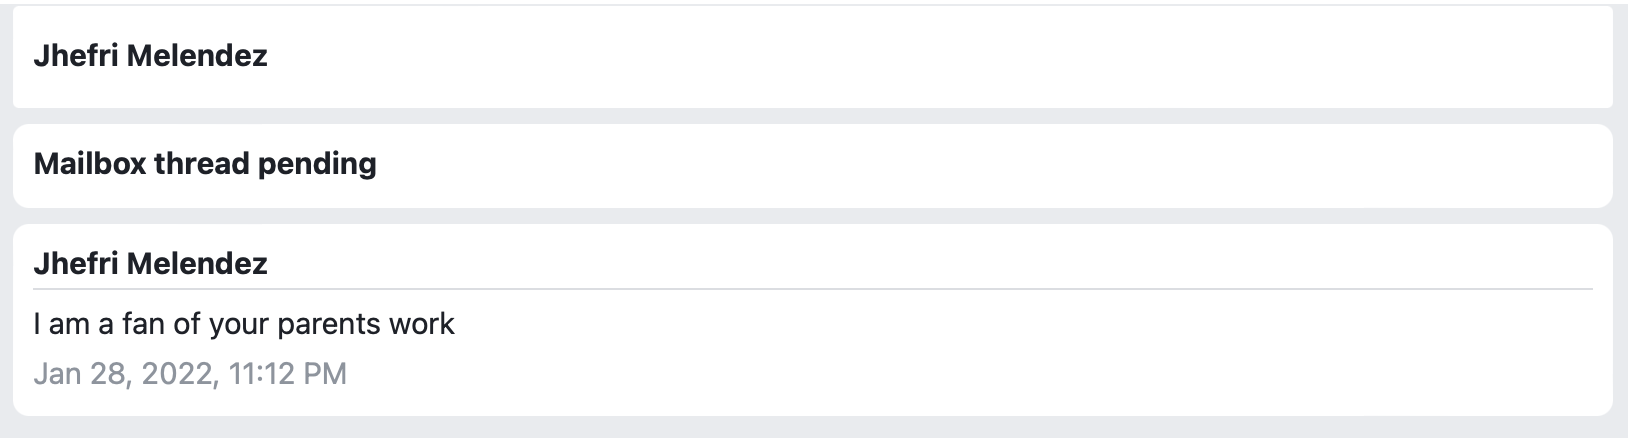 Jhefri Melendez
Mailbox thread pending
Jhefri Melendez
I am a fan of your parents work
Jan 28, 2022, 11:12 PM